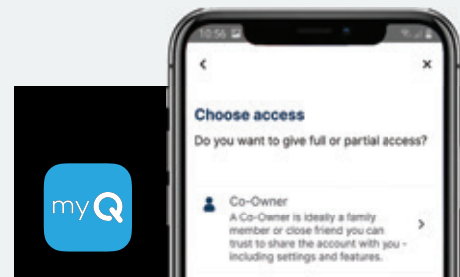 10:56
Choose access
Do you want to give full or partial access?
myQ
Co-Owner
A Co-Owner is ideally a family
member or close friend you can
trust to share the account with you -
including settings and features.